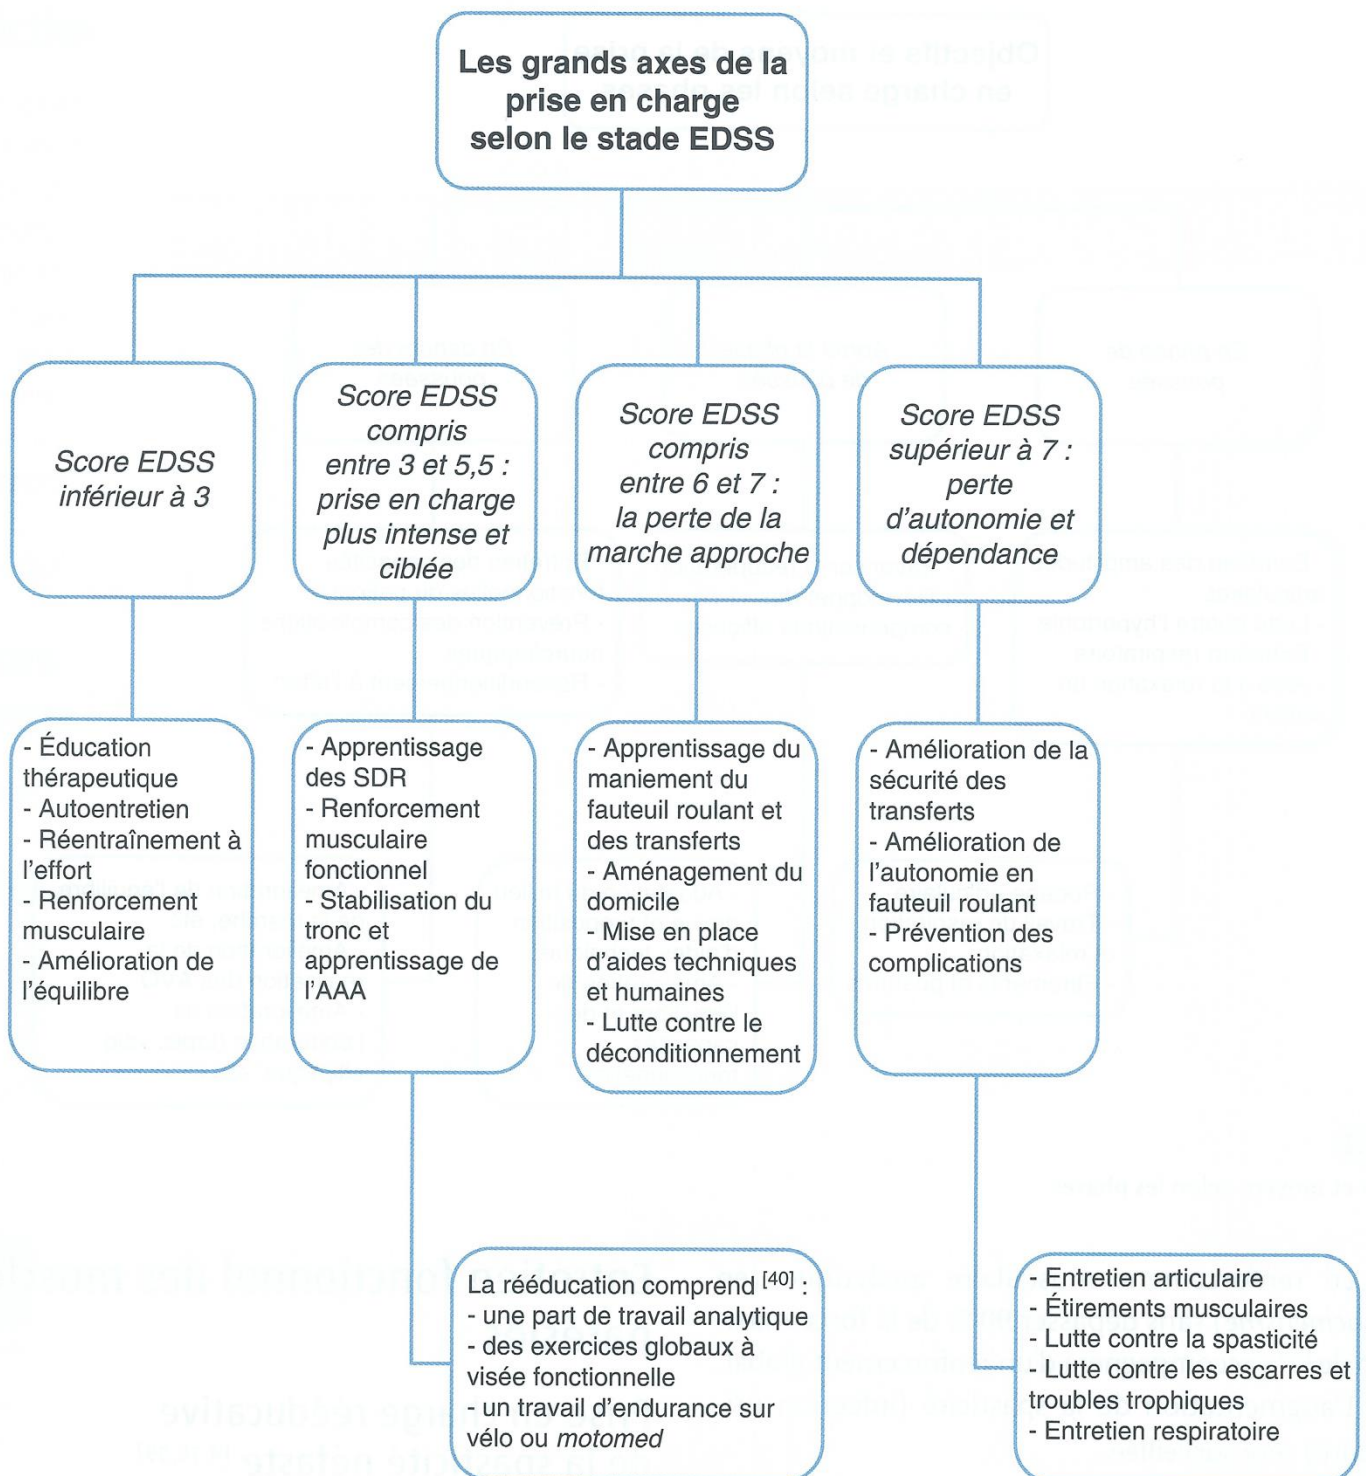 Les grands axes de la
prise en charge
selon le stade EDSS
Score EDSS
inférieur à 3
Score EDSS
compris
entre 3 et 5,5 :
prise en charge
plus intense et
ciblée
Score EDSS
compris
entre 6 et 7 :
la perte de la
marche approche
Score EDSS
supérieur à 7 :
perte
d'autonomie et
dépendance
- Éducation
thérapeutique
- Autoentretien
- Réentraînement à
l'effort
- Renforcement
musculaire
- Amélioration de
l'équilibre
- Apprentissage
des SDR
- Renforcement
musculaire
fonctionnel
- Stabilisation du
tronc et
apprentissage de
l'AAA
- Apprentissage du
maniement du
fauteuil roulant et
des transferts
- Aménagement du
domicile
- Mise en place
d'aides techniques
et humaines
- Lutte contre le
déconditionnement
- Amélioration de la
sécurité des
transferts
- Amélioration de
l'autonomie en
fauteuil roulant
- Prévention des
complications
La rééducation comprend [40] :
- une part de travail analytique
- des exercices globaux à
visée fonctionnelle
- un travail d'endurance sur
vélo ou motomed
- Entretien articulaire
- Étirements musculaires
- Lutte contre la spasticité
- Lutte contre les escarres et
troubles trophiques
- Entretien respiratoire